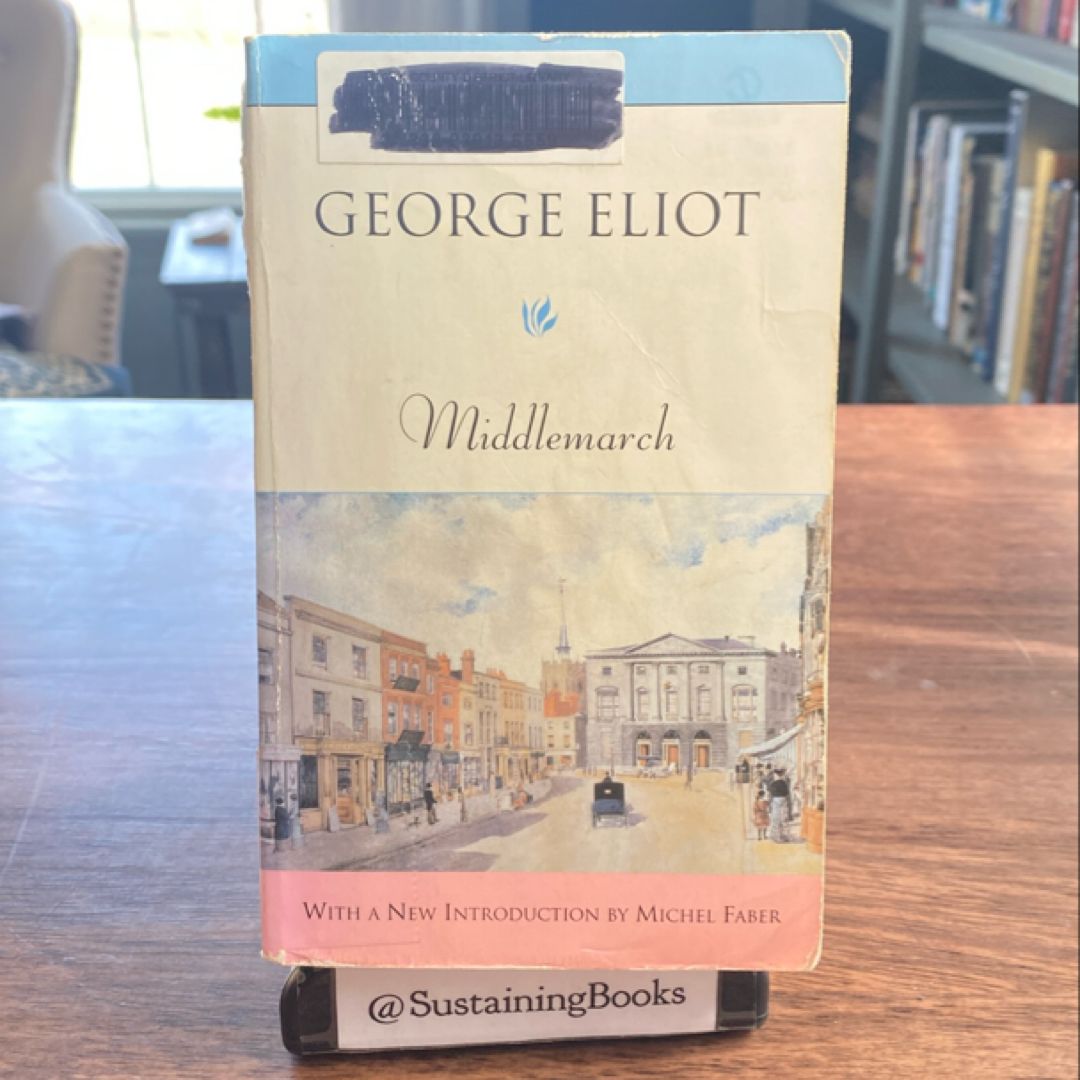 GEORGE ELIOT
Middlemarch
WITH A NEW INTRODUCTION BY MICHEL FABER
@SustainingBooks